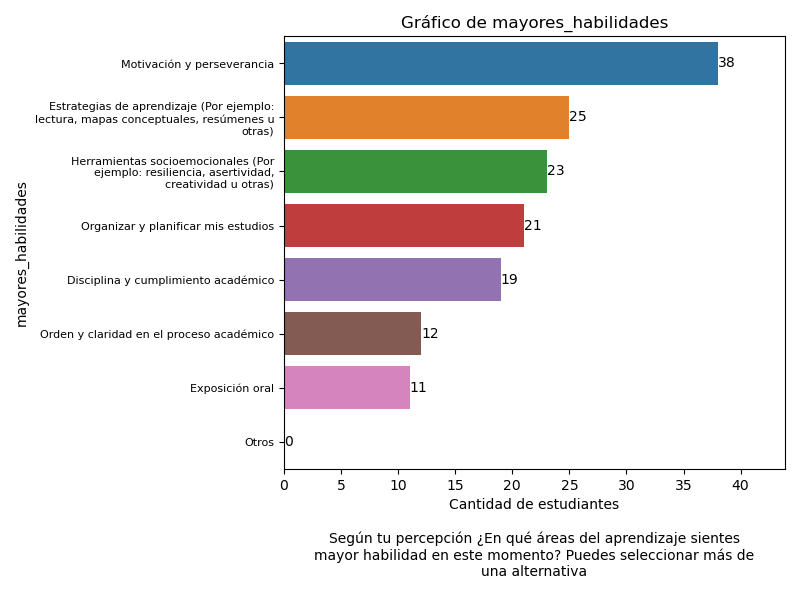 Gráfico de mayores_habilidades
mayores_habilidades
Motivación y perseverancia
38
Estrategias de aprendizaje (Por ejemplo:
lectura, mapas conceptuales, resúmenes u
otras)
25
Herramientas socioemocionales (Por
ejemplo: resiliencia, asertividad,
creatividad u otras)
23
Organizar y planificar mis estudios
21
Disciplina y cumplimiento académico
19
Orden y claridad en el proceso académico
12
Exposición oral
11
Otros
0
0 5 10 15 20 25 30 35 40
Cantidad de estudiantes
Según tu percepción ¿En qué áreas del aprendizaje sientes
mayor habilidad en este momento? Puedes seleccionar más de
una alternativa